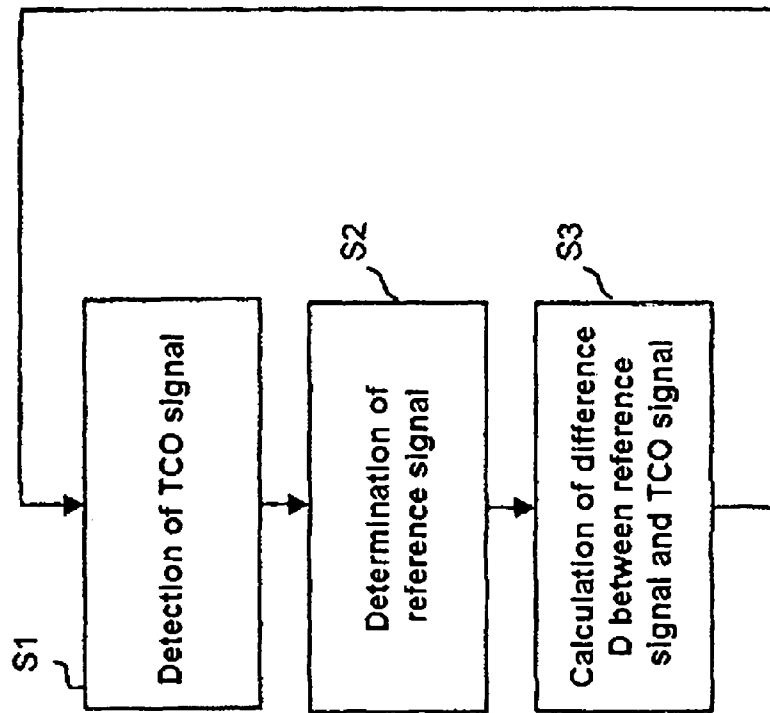 S1
Detection of TCO signal
S2
Determination of
reference signal
S3
Calculation of difference
D between reference
signal and TCO signal